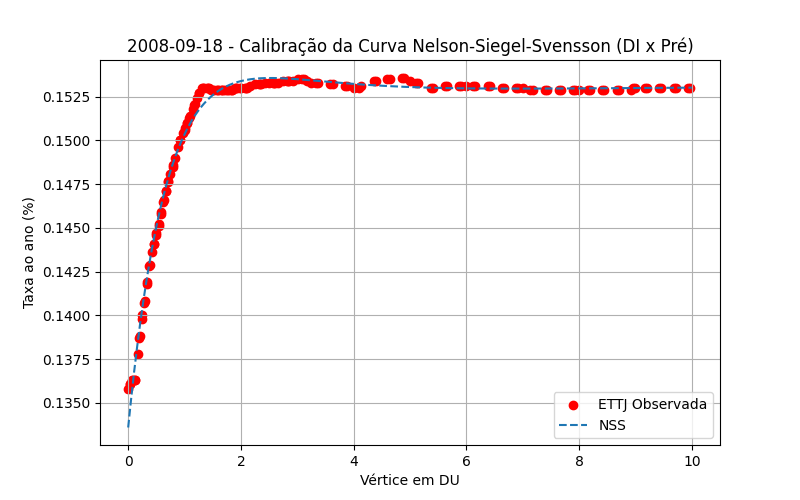 2008-09-18 - Calibração da Curva Nelson-Siegel-Svensson (DI x Pré)
Taxa ao ano (%)
0.1525
0.1500
0.1475
0.1450
0.1425
0.1400
0.1375
0.1350
ETTJ Observada
NSS
0 2 4 6 8 10
Vértice em DU